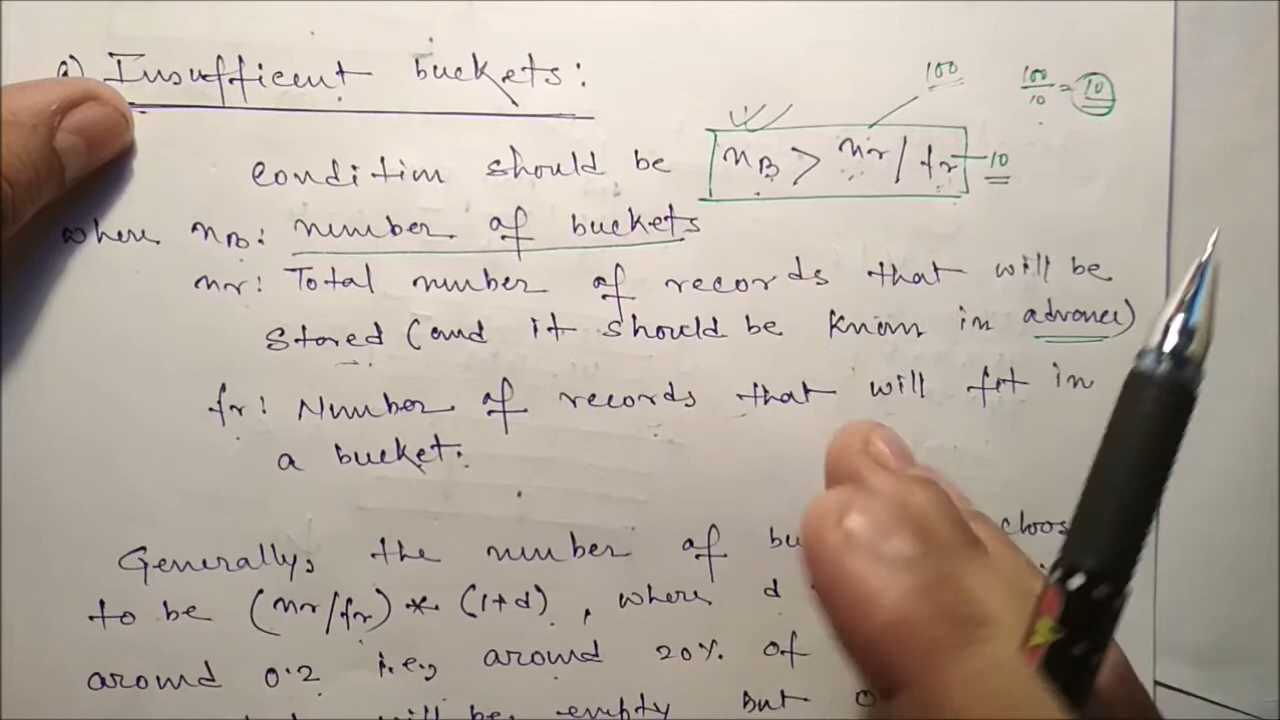 a) Insufficient buckets:
100
100/10 = 10
condition should be nB > nr/fr 10
where nB: number of buckets
nr: Total number of records that will be
stored (and it should be known in advance)
fr: Number of records that will fit in
a bucket.
Generally, the number of bu choos
to be (nr/fr) * (1+d), where d
around 0.2 i.e., around 20% of
will be empty But